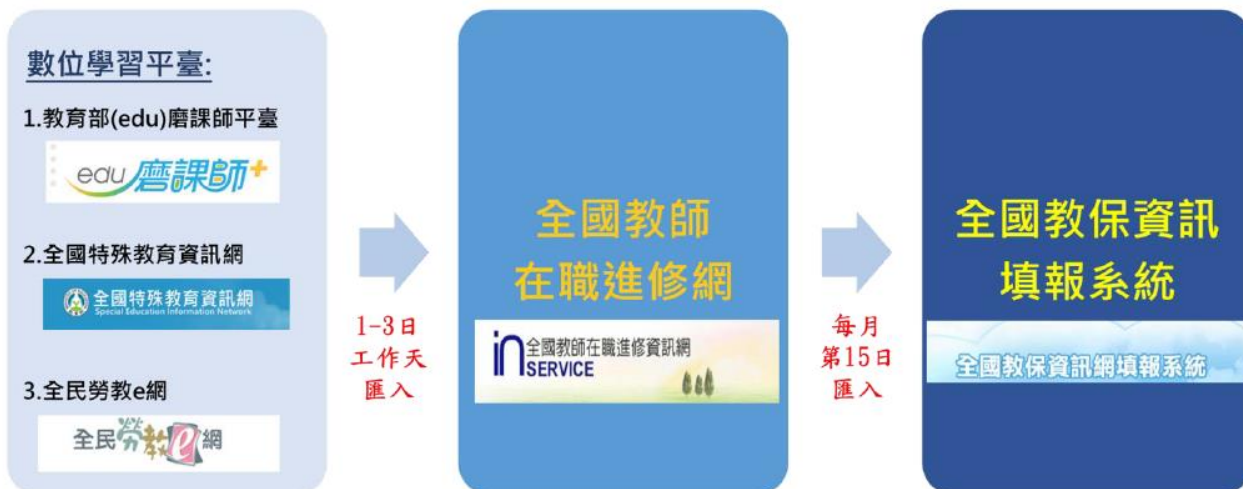 數位學習平臺:
1.教育部(edu)磨課師平臺
edu磨課師+
2.全國特殊教育資訊網
全國特殊教育資訊網
Special Education Information Network
3.全民勞教e網
全民勞教e網
1-3日
工作天
匯入
全國教師
在職進修網
in 全國教師在職進修資訊網
SERVICE
每月
第15日
匯入
全國教保資訊
填報系統
全國教保資訊網填報系統